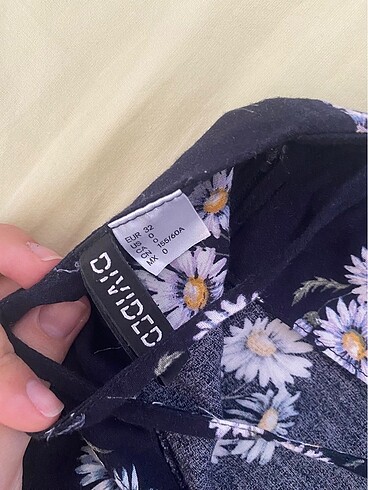 EUR 32
US 0
CA 0
CN 155/60A
MX 0
DIVIDED